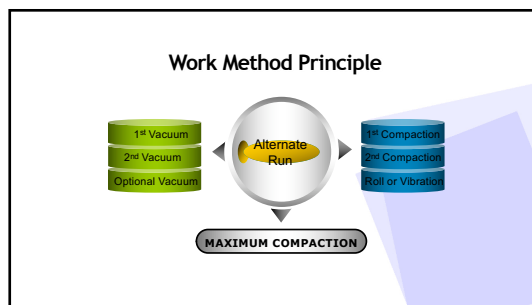 Work Method Principle
1st Vacuum
2nd Vacuum
Optional Vacuum
Alternate
Run
1st Compaction
2nd Compaction
Roll or Vibration
MAXIMUM COMPACTION